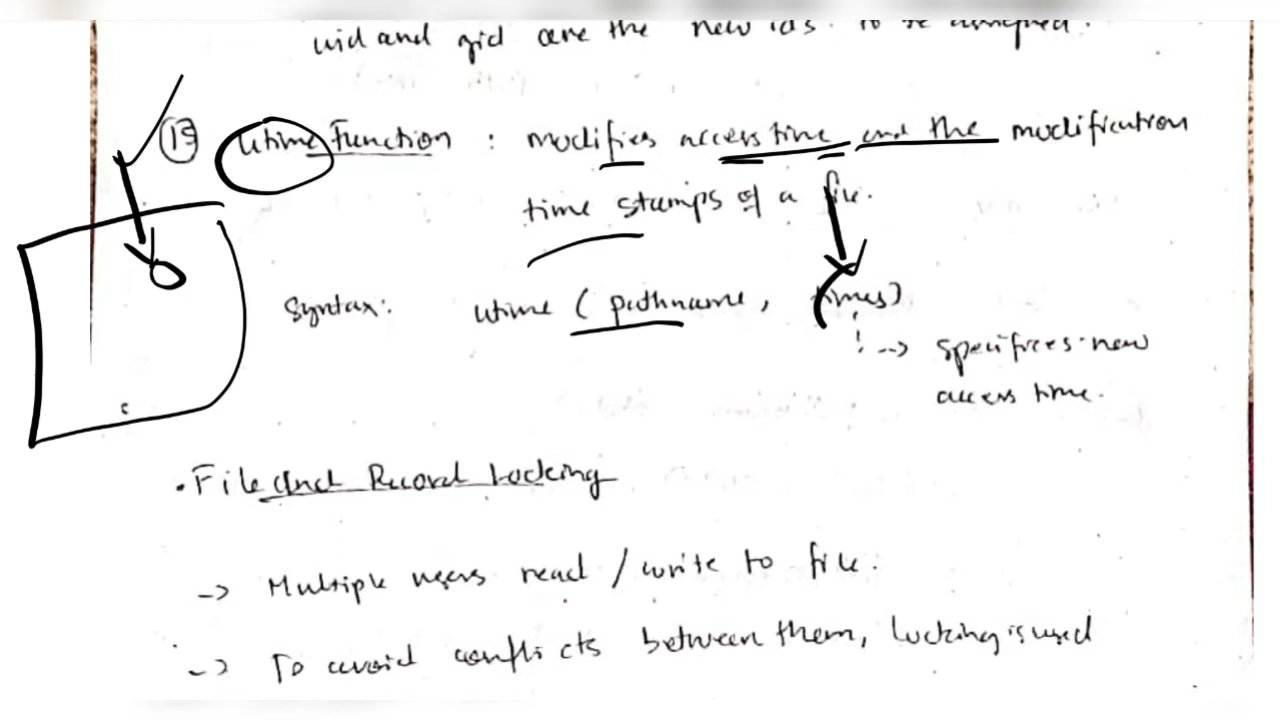 uid and gid are the new ids. to be assigned.
(13) Utime Function : modifies access time and the modification
time stamps of a file.
Syntax: utime ( pathname, times)
--> specifies new
access time.
. File and Record Locking
-> Multiple users read / write to file.
-> To avoid conflicts between them, locking is used